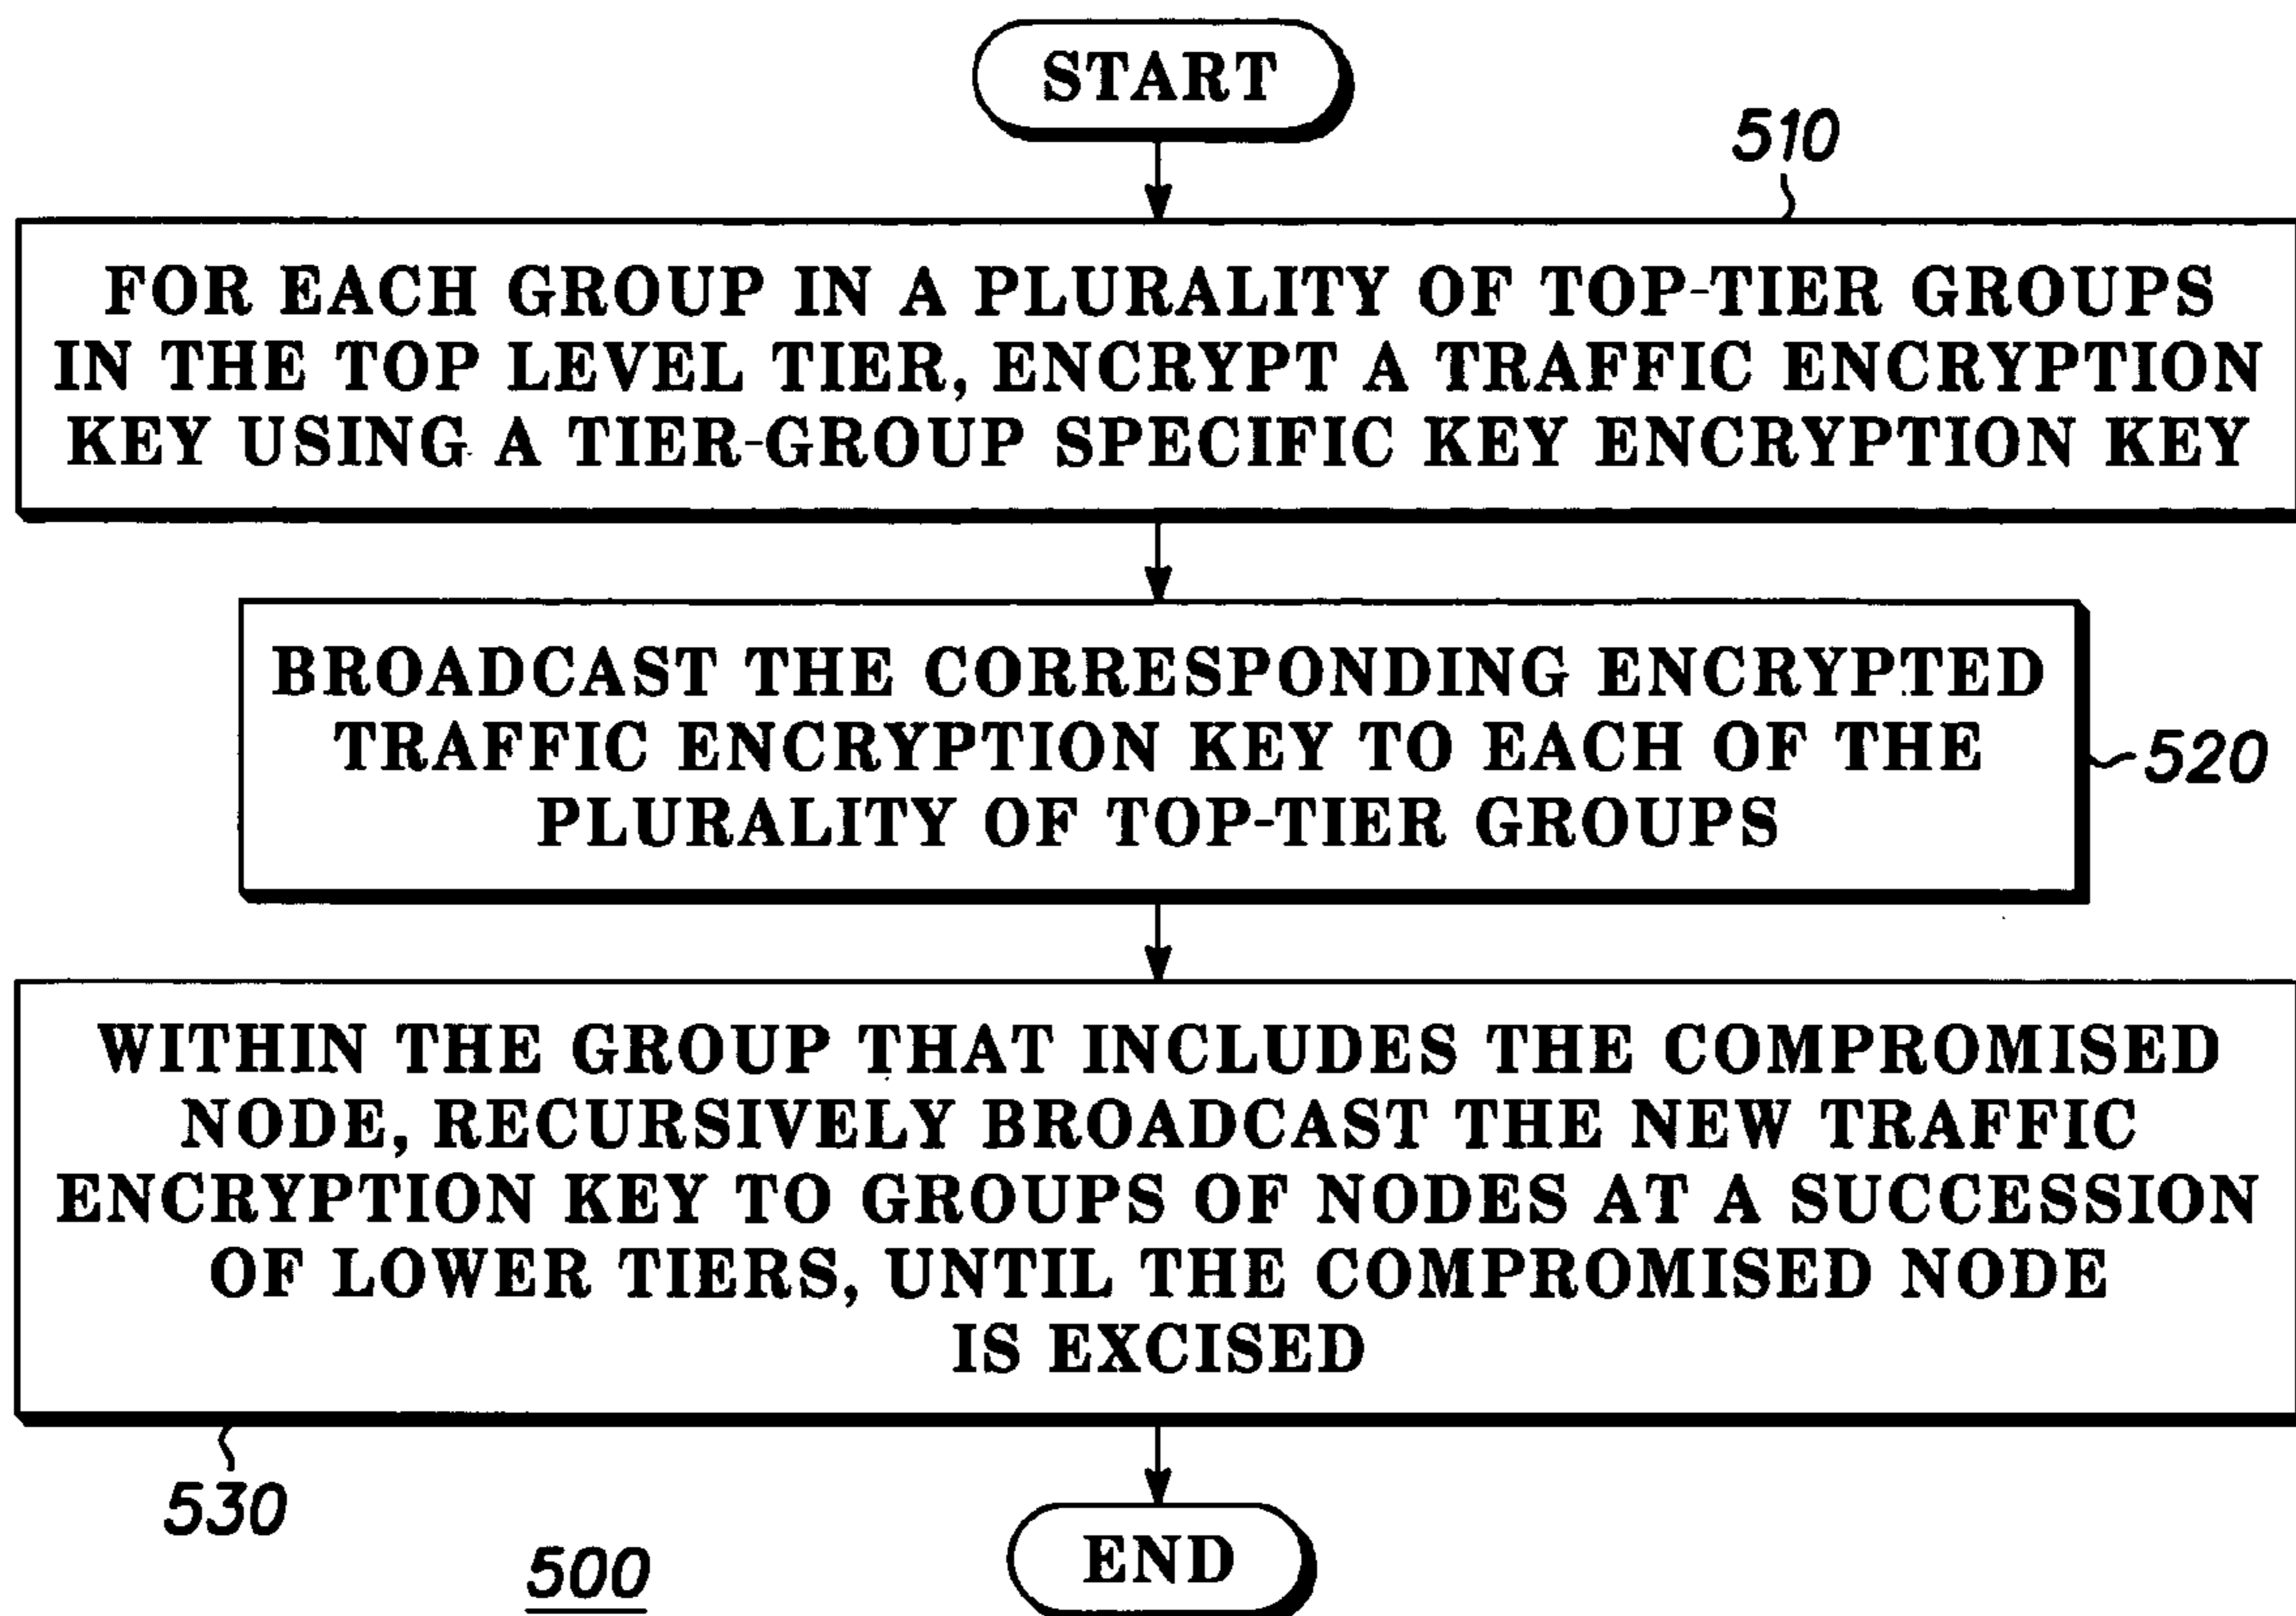 START
510
FOR EACH GROUP IN A PLURALITY OF TOP-TIER GROUPS
IN THE TOP LEVEL TIER, ENCRYPT A TRAFFIC ENCRYPTION
KEY USING A TIER-GROUP SPECIFIC KEY ENCRYPTION KEY
BROADCAST THE CORRESPONDING ENCRYPTED
TRAFFIC ENCRYPTION KEY TO EACH OF THE
PLURALITY OF TOP-TIER GROUPS
520
WITHIN THE GROUP THAT INCLUDES THE COMPROMISED
NODE, RECURSIVELY BROADCAST THE NEW TRAFFIC
ENCRYPTION KEY TO GROUPS OF NODES AT A SUCCESSION
OF LOWER TIERS, UNTIL THE COMPROMISED NODE
IS EXCISED
530
END
500